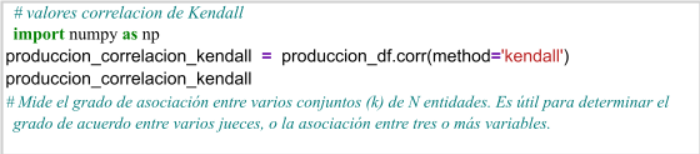 # valores correlacion de Kendall
import numpy as np
produccion_correlacion_kendall = produccion_df.corr(method='kendall')
produccion_correlacion_kendall
# Mide el grado de asociación entre varios conjuntos (k) de N entidades. Es útil para determinar el
grado de acuerdo entre varios jueces, o la asociación entre tres o más variables.